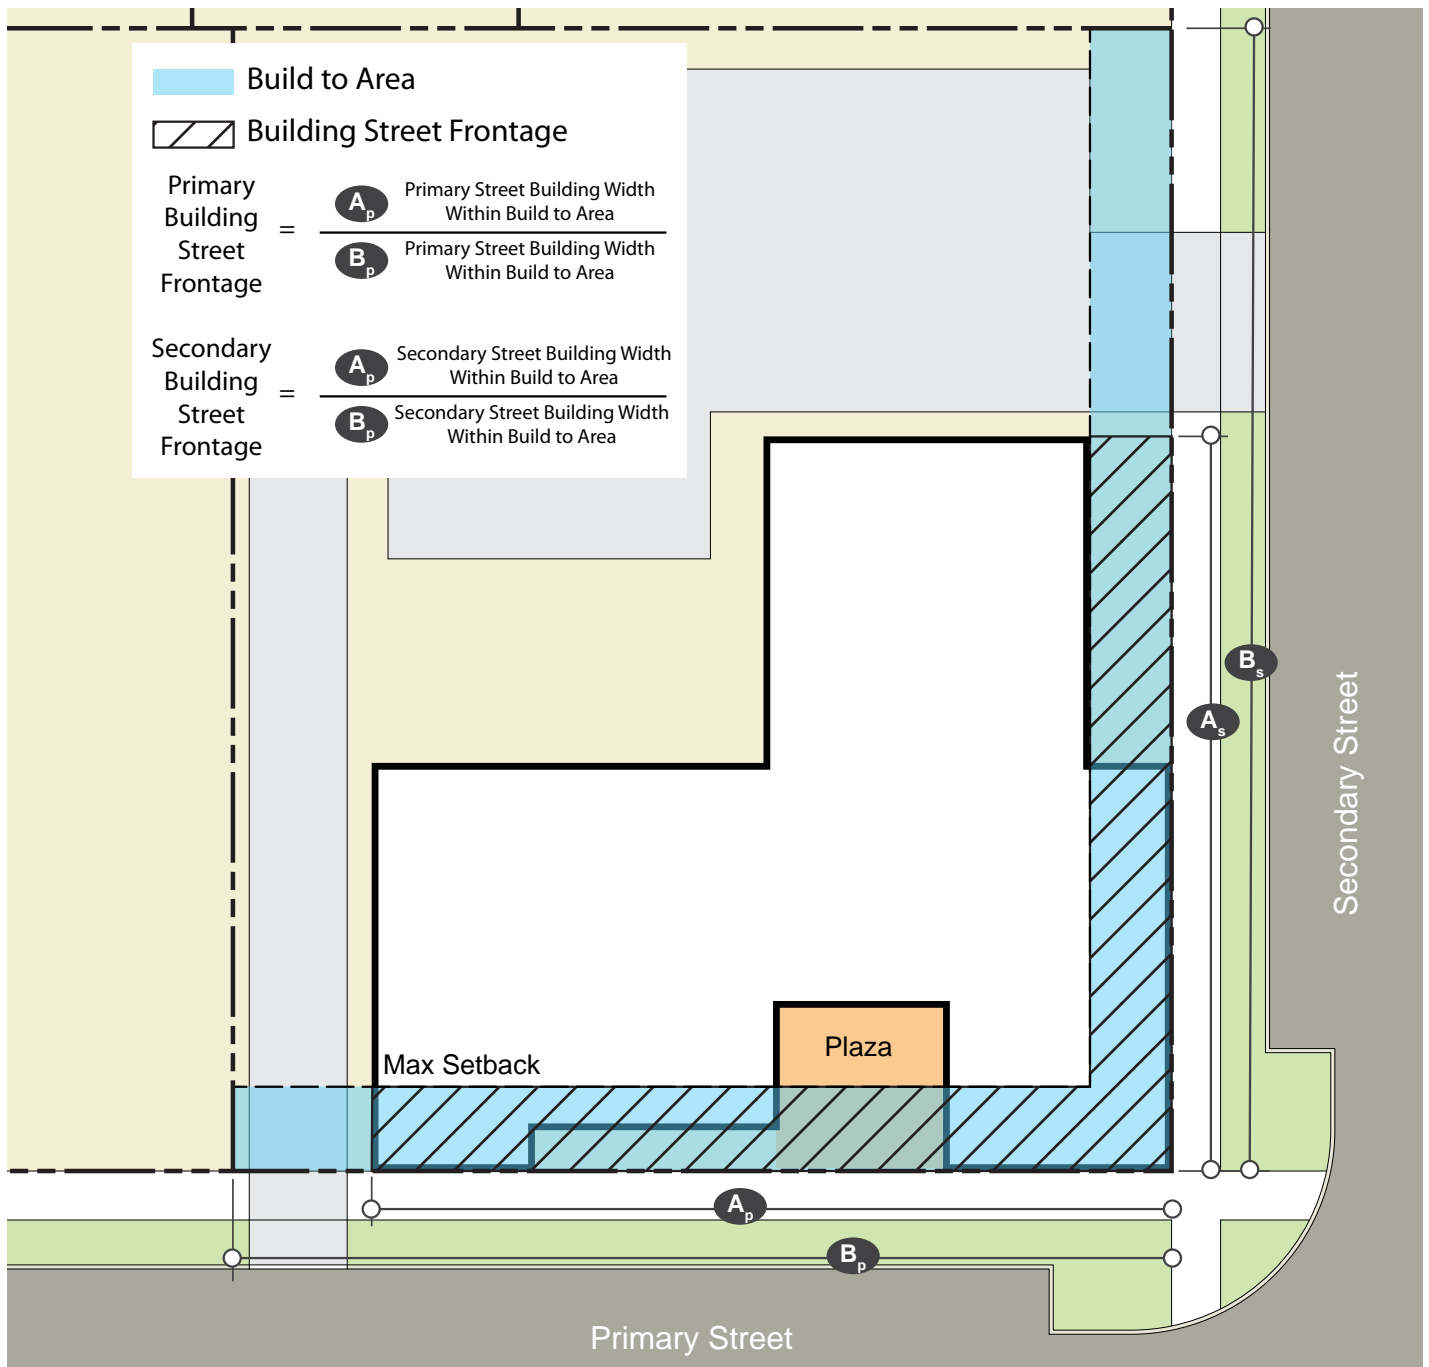 Build to Area
Building Street Frontage
Primary
Building
Street
Frontage
=
Ap
Primary Street Building Width
Within Build to Area
Bp
Primary Street Building Width
Within Build to Area
Secondary
Building
Street
Frontage
=
Ap
Secondary Street Building Width
Within Build to Area
Bp
Secondary Street Building Width
Within Build to Area
Bs
As
Secondary Street
Plaza
Max Setback
Ap
Bp
Primary Street